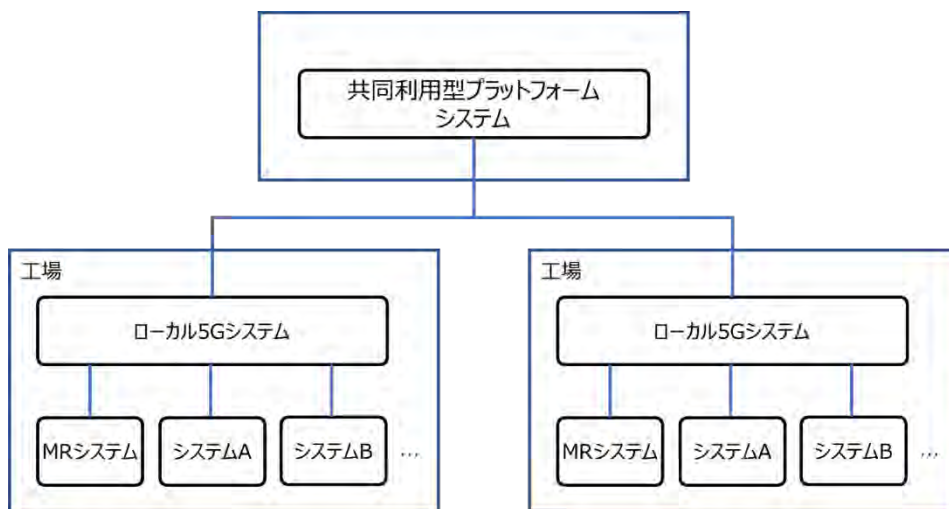 共同利用型プラットフォーム
システム
工場
ローカル5Gシステム
MRシステム
システムA
システムB
...
工場
ローカル5Gシステム
MRシステム
システムA
システムB
...